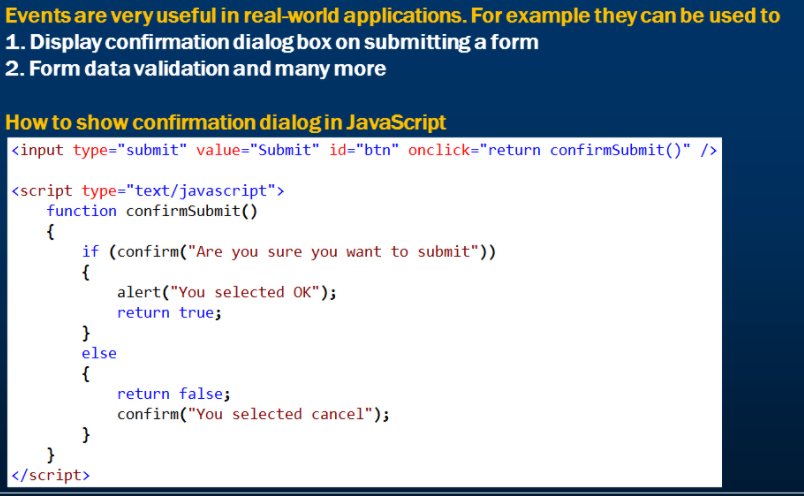 Events are very useful in real-world applications. For example they can be used to
1. Display confirmation dialog box on submitting a form
2. Form data validation and many more
How to show confirmation dialog in JavaScript
<input type="submit" value="Submit" id="btn" onclick="return confirmSubmit()" />
<script type="text/javascript">
    function confirmSubmit()
    {
        if (confirm("Are you sure you want to submit"))
        {
            alert("You selected OK");
            return true;
        }
        else
        {
            return false;
            confirm("You selected cancel");
        }
    }
</script>